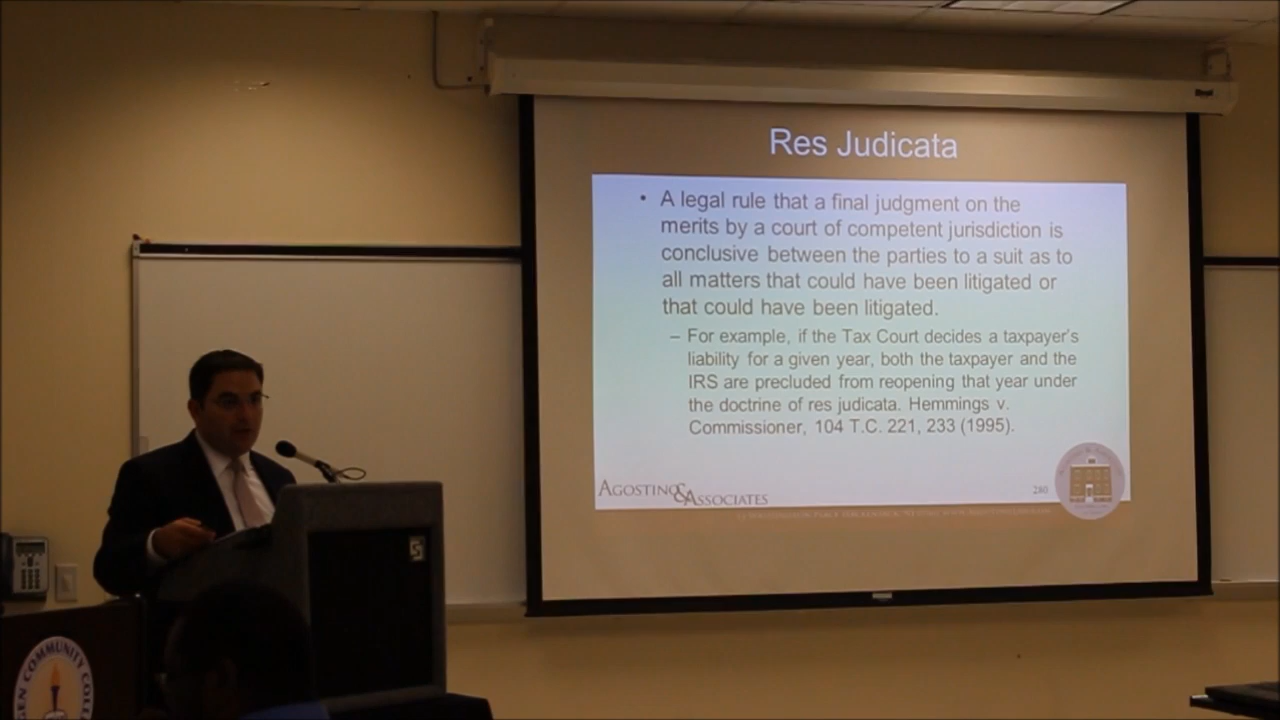 Res Judicata
• A legal rule that a final judgment on the
merits by a court of competent jurisdiction is
conclusive between the parties to a suit as to
all matters that could have been litigated or
that could have been litigated.
– For example, if the Tax Court decides a taxpayer's
liability for a given year, both the taxpayer and the
IRS are precluded from reopening that year under
the doctrine of res judicata. Hemmings v.
Commissioner, 104 T.C. 221, 233 (1995).
AGOSTINO & ASSOCIATES
280
GEN COMMUNITY COLL